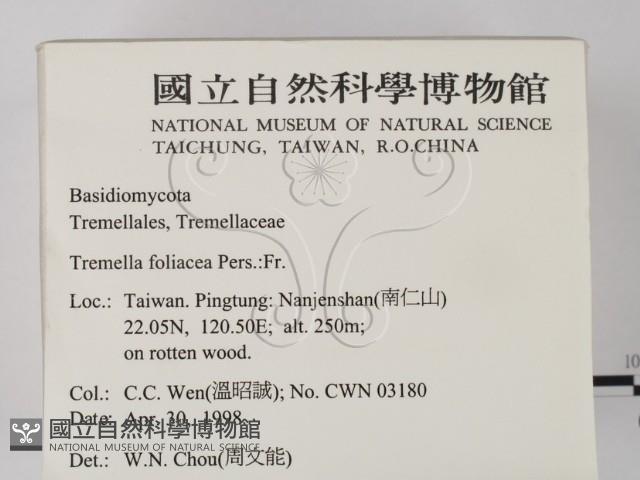 國立自然科學博物館
NATIONAL MUSEUM OF NATURAL SCIENCE
TAICHUNG, TAIWAN, R.O.CHINA
Basidiomycota
Tremellales, Tremellaceae
Tremella foliacea Pers.:Fr.
Loc.: Taiwan. Pingtung: Nanjenshan(南仁山)
22.05N, 120.50E; alt. 250m;
on rotten wood.
Col.: C.C. Wen(溫昭誠); No. CWN 03180
Date: Apr. 30, 1998
國立自然科學博物館
NATIONAL MUSEUM OF NATURAL SCIENCE
Det.: W.N. Chou(周文能)
10